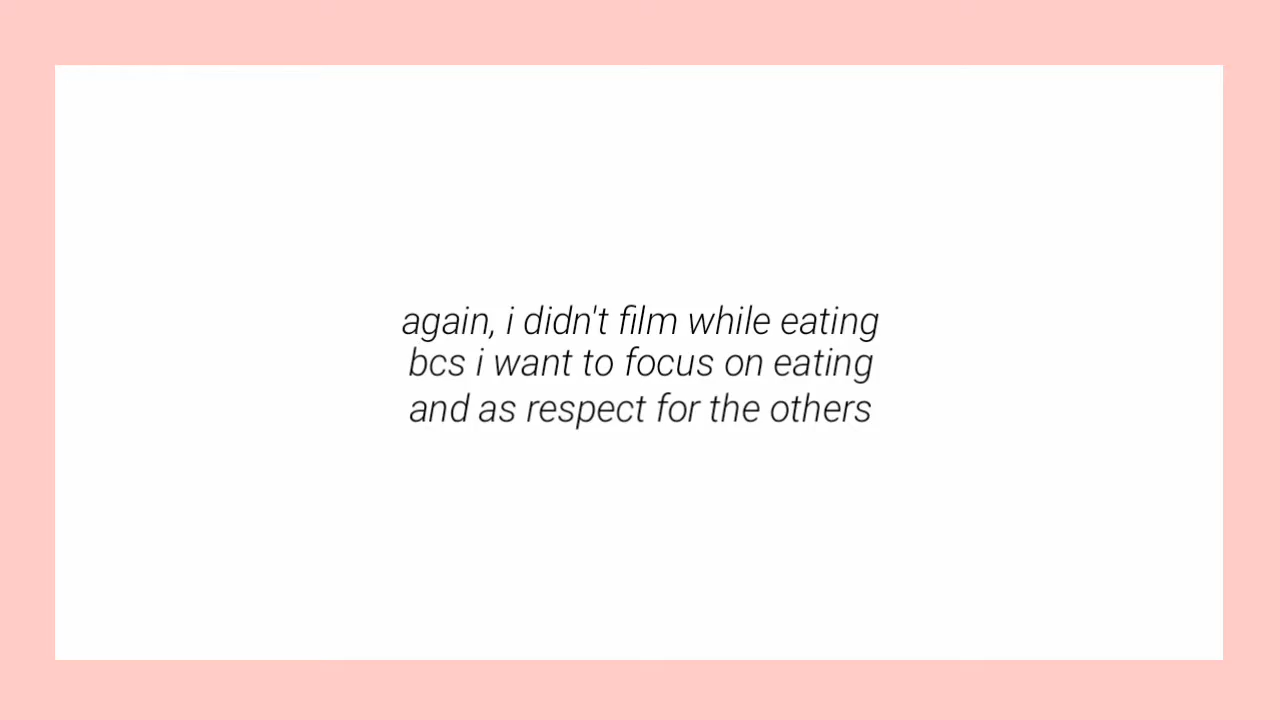 again, i didn't film while eating
bcs i want to focus on eating
and as respect for the others